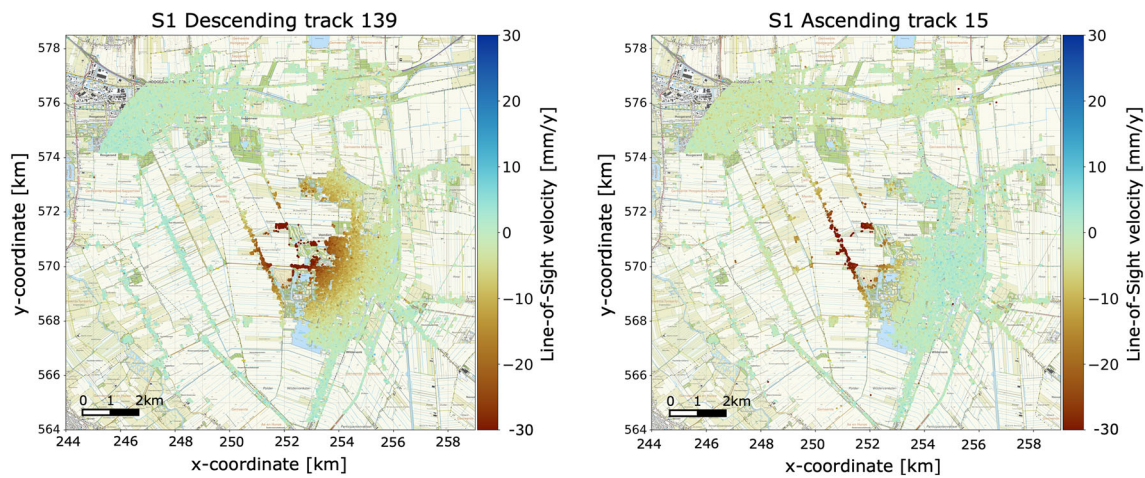 S1 Descending track 139
578
576
574
572
570
568
566
564
y-coordinate [km]
0 1 2km
244 246 248 250 252 254 256 258
x-coordinate [km]
30
20
10
0
−10
−20
-30
Line-of-Sight velocity [mm/y]
S1 Ascending track 15
578
576
574
572
570
568
566
564
y-coordinate [km]
0 1 2km
244 246 248 250 252 254 256 258
x-coordinate [km]
30
20
10
0
−10
−20
-30
Line-of-Sight velocity [mm/y]